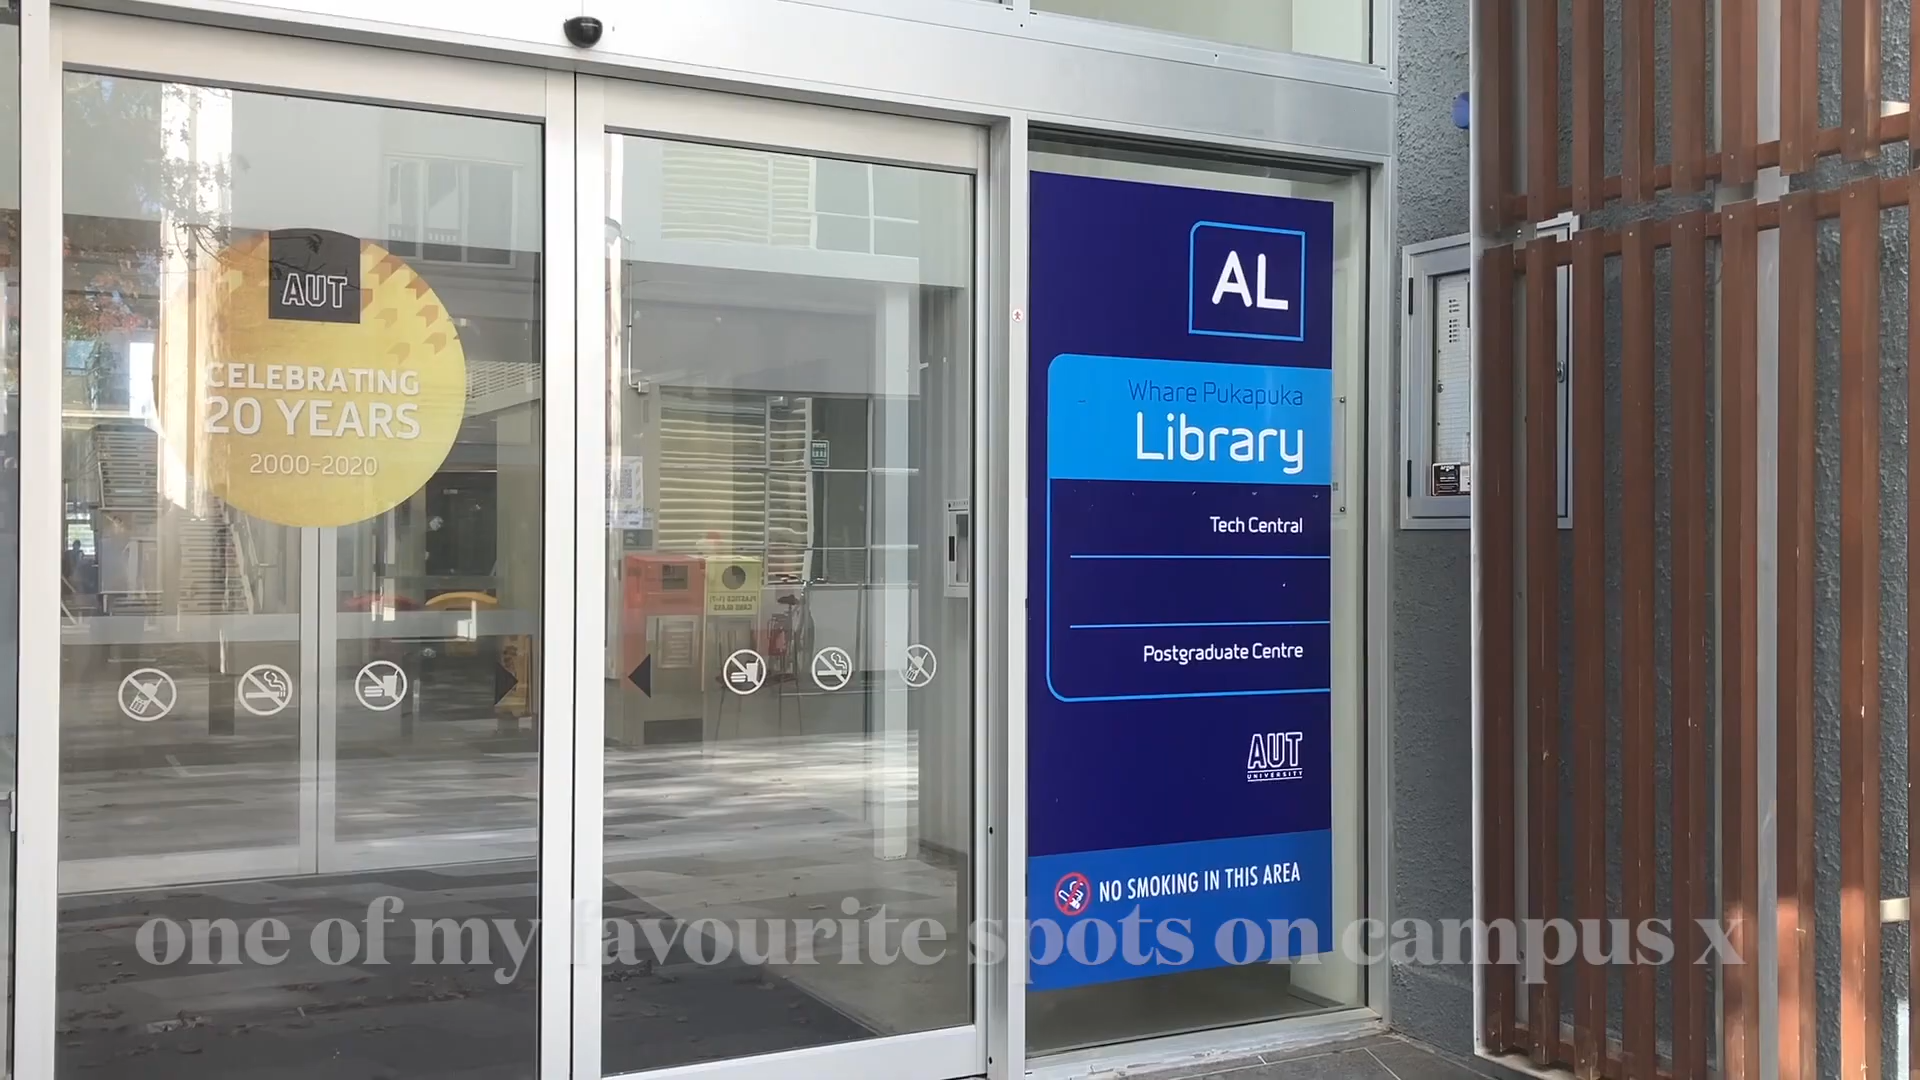 AUT
CELEBRATING
20 YEARS
2000-2020
AL
Whare Pukapuka
Library
Tech Central
Postgraduate Centre
AUT
UNIVERSITY
NO SMOKING IN THIS AREA
one of my favourite spots on campus x